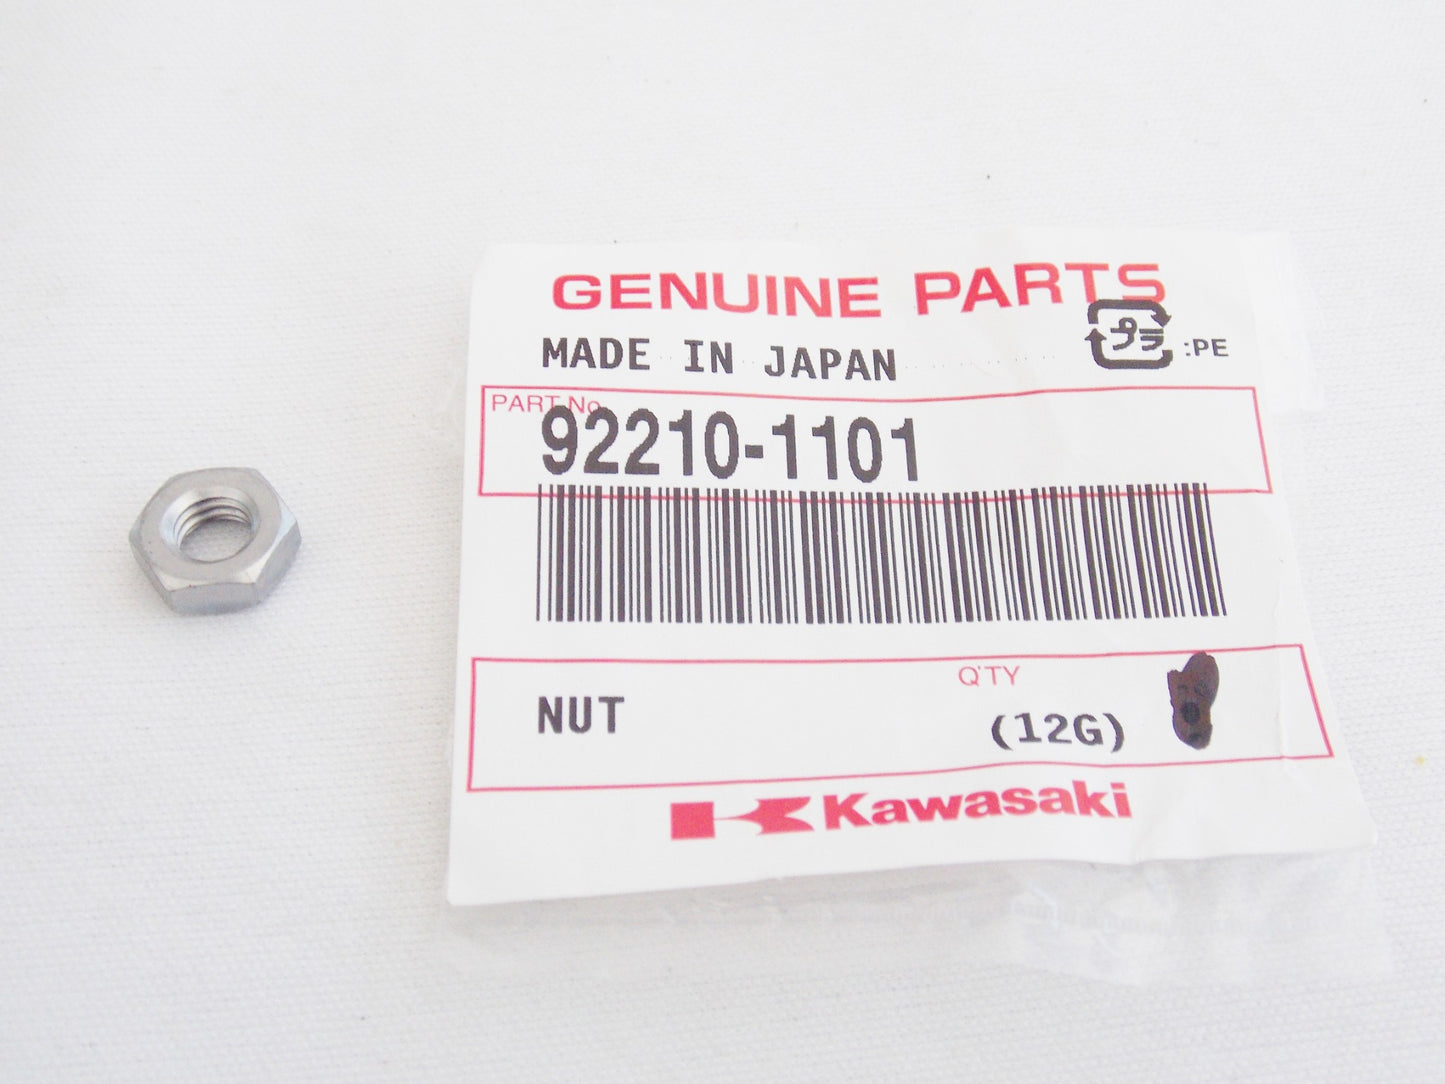 GENUINE PARTS
MADE IN JAPAN
プラ :PE
PART No.
92210-1101
Q'TY
NUT (12G)
Kawasaki